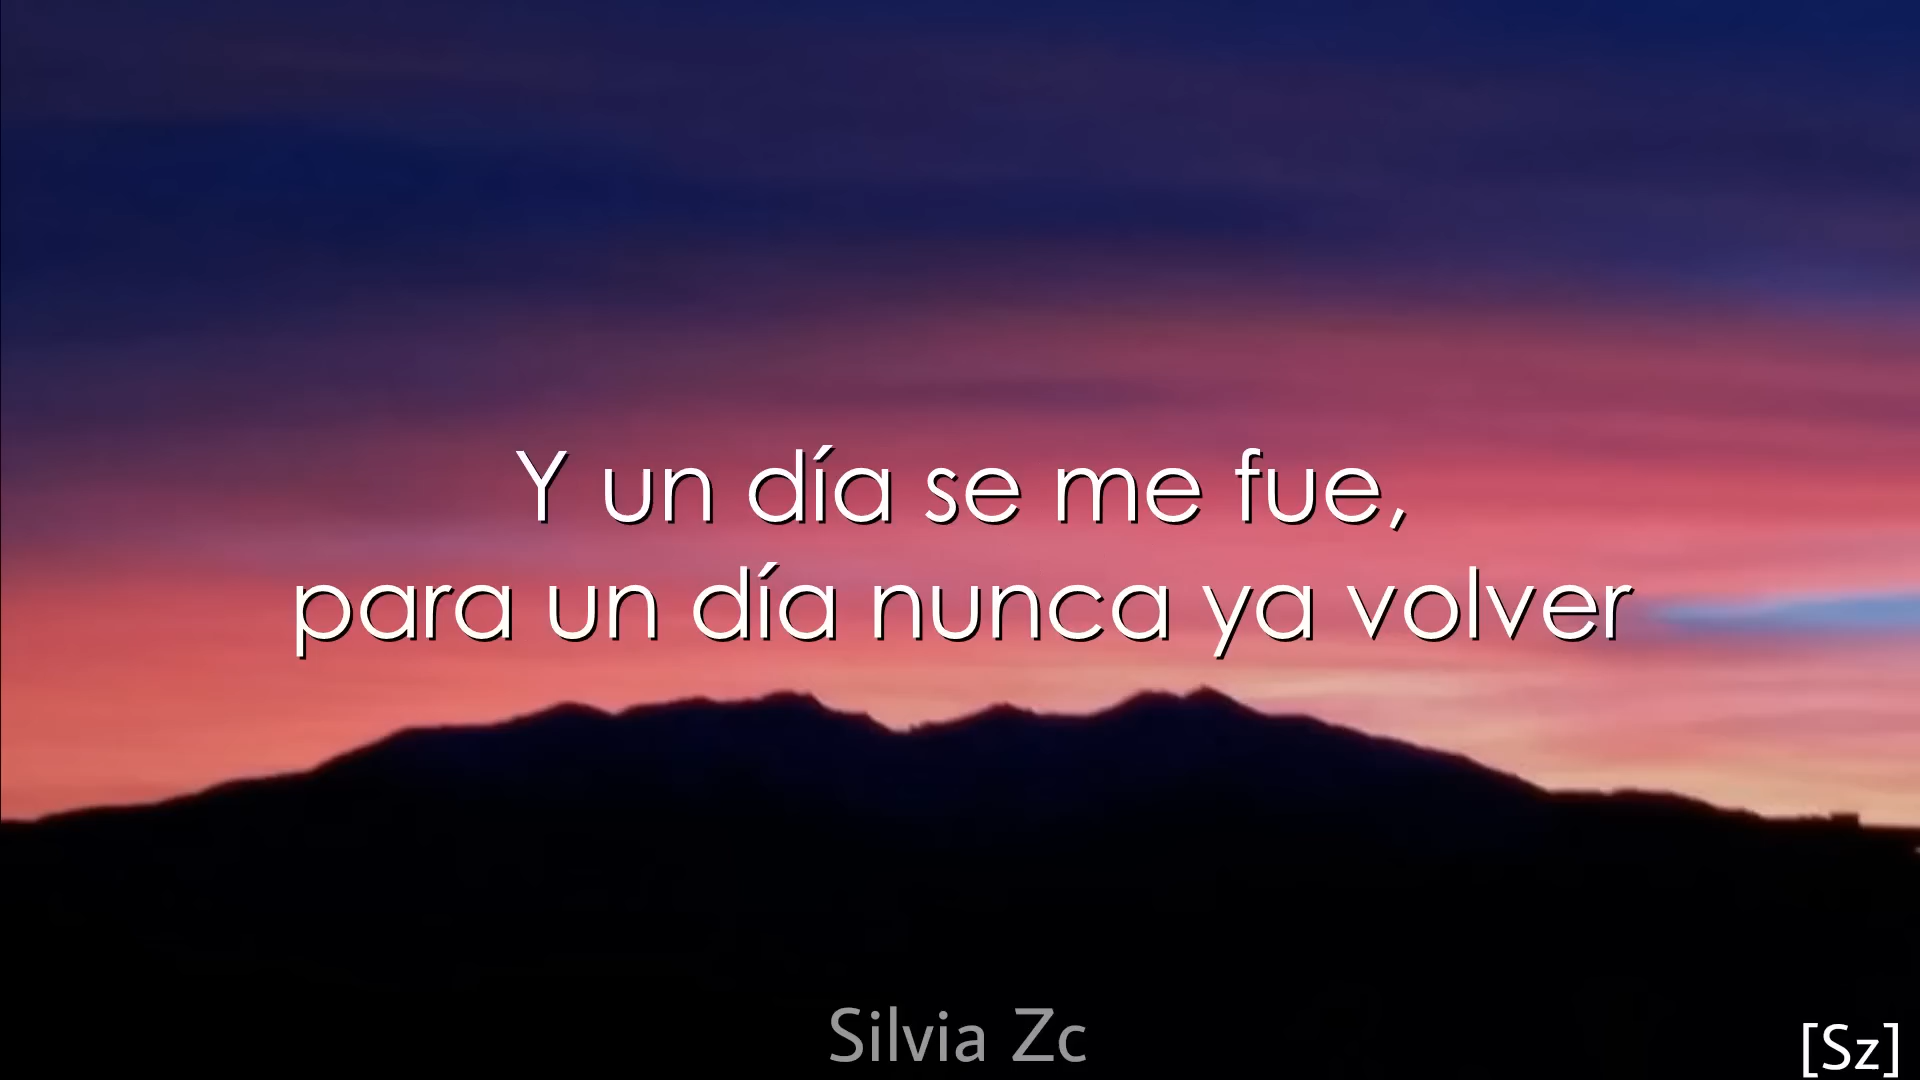 Y un día se me fue,
para un día nunca ya volver
Silvia Zc
[Sz]